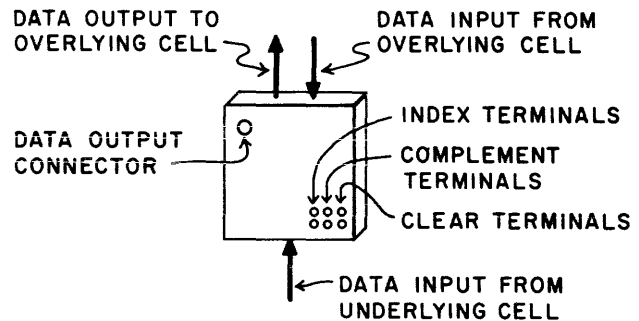 DATA OUTPUT TO
OVERLYING CELL
DATA INPUT FROM
OVERLYING CELL
DATA OUTPUT
CONNECTOR
INDEX TERMINALS
COMPLEMENT
TERMINALS
CLEAR TERMINALS
DATA INPUT FROM
UNDERLYING CELL